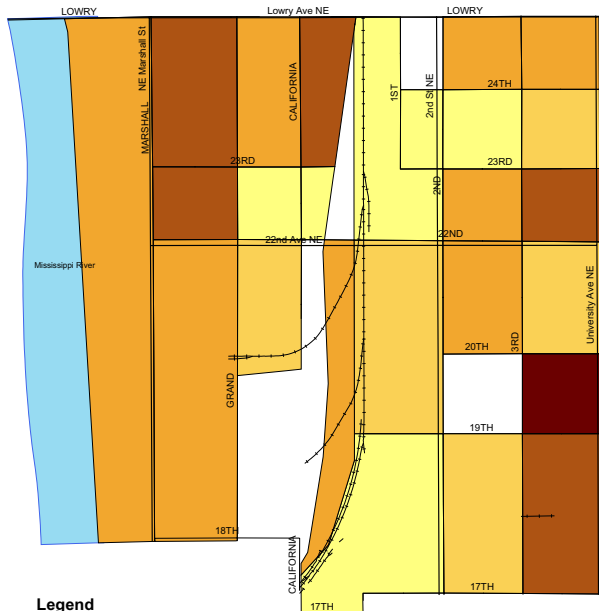 LOWRY
Lowry Ave NE
LOWRY
NE Marshall St
MARSHALL
CALIFORNIA
1ST
2nd St NE
24TH
23RD
23RD
2ND
22ND
22nd Ave NE
Mississippi River
University Ave NE
3RD
20TH
GRAND
19TH
18TH
CALIFORNIA
17TH
17TH
Legend